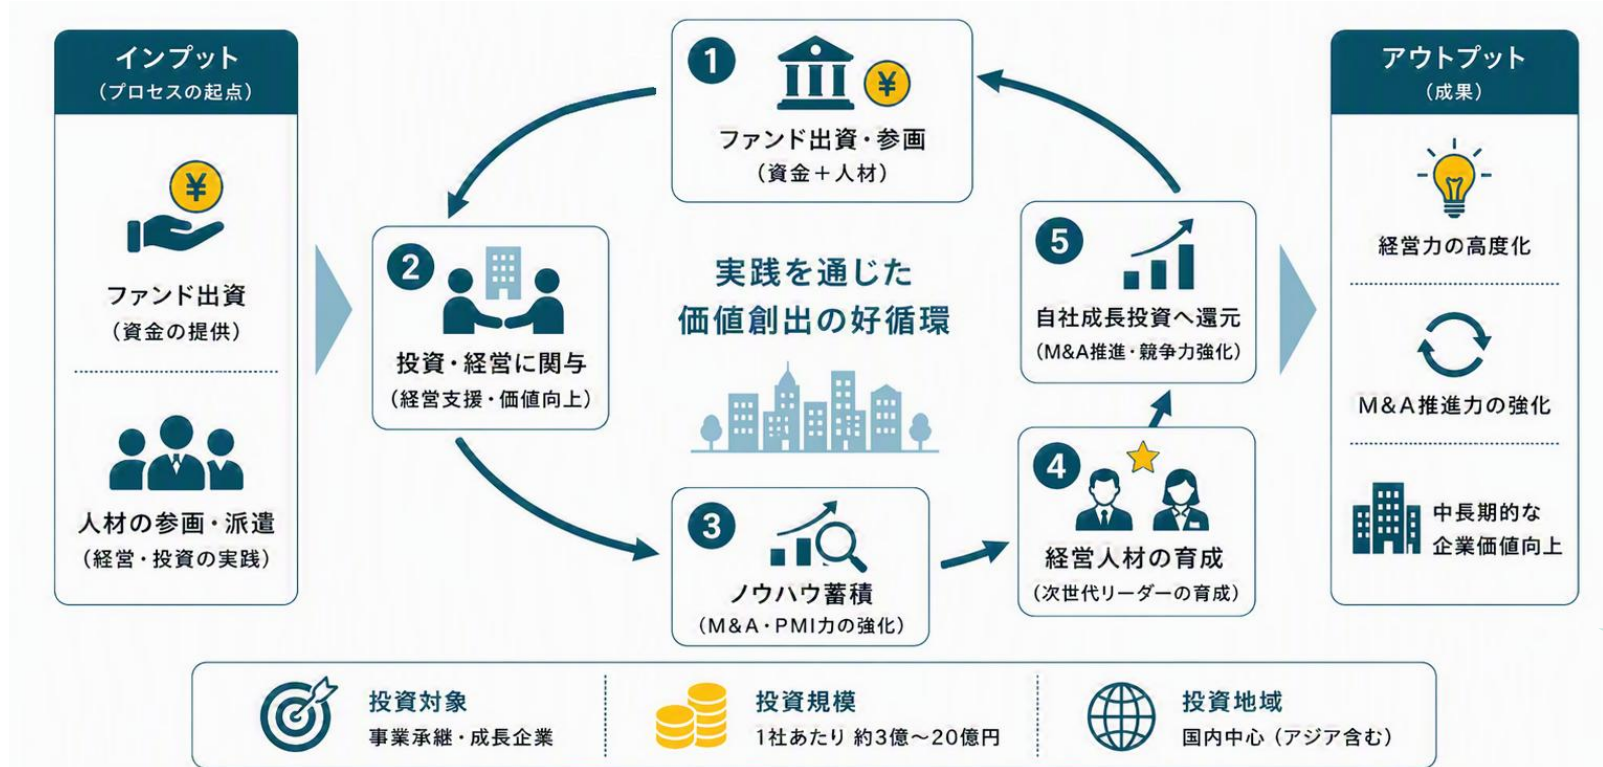 インプット
（プロセスの起点）
¥
ファンド出資
（資金の提供）
人材の参画・派遣
（経営・投資の実践）
1
¥
ファンド出資・参画
（資金＋人材）
2
投資・経営に関与
（経営支援・価値向上）
3
ノウハウ蓄積
（M&A・PMI力の強化）
4
経営人材の育成
（次世代リーダーの育成）
5
自社成長投資へ還元
（M&A推進・競争力強化）
実践を通じた
価値創出の好循環
アウトプット
（成果）
経営力の高度化
M&A推進力の強化
中長期的な
企業価値向上
投資対象
事業承継・成長企業
投資規模
1社あたり 約3億～20億円
投資地域
国内中心（アジア含む）